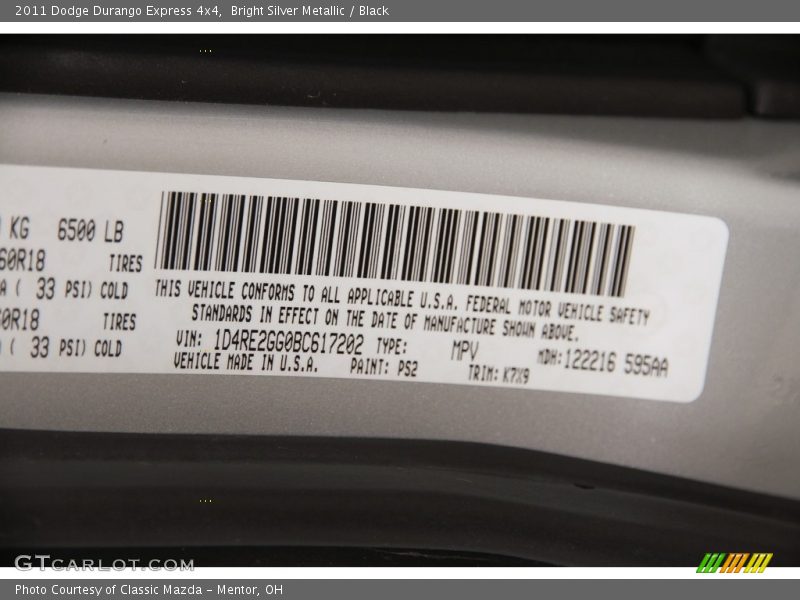 2011 Dodge Durango Express 4x4, Bright Silver Metallic / Black
KG 6500 LB
60R18 TIRES
( 33 PSI) COLD
0R18 TIRES
( 33 PSI) COLD
THIS VEHICLE CONFORMS TO ALL APPLICABLE U.S.A. FEDERAL MOTOR VEHICLE SAFETY
STANDARDS IN EFFECT ON THE DATE OF MANUFACTURE SHOWN ABOVE.
VIN: 1D4RE2GG0BC617202 TYPE: MPV MDH:122216 595AA
VEHICLE MADE IN U.S.A. PAINT: PS2 TRIM: K7X9
GTCARLOT.COM
Photo Courtesy of Classic Mazda - Mentor, OH